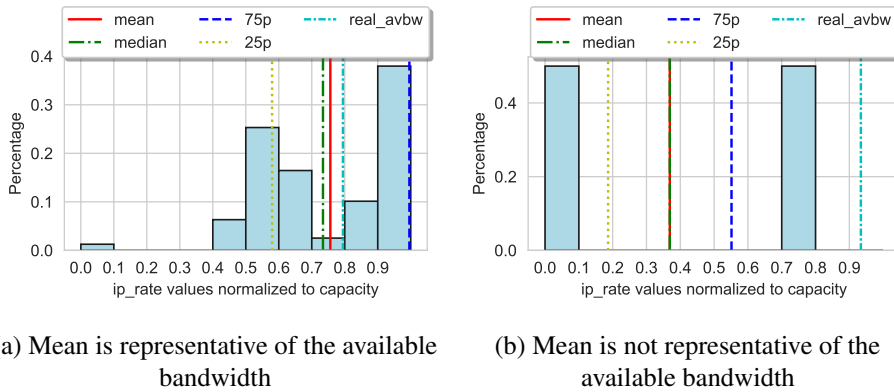 mean 75p real_avbw
median 25p
mean 75p real_avbw
median 25p
0.4
0.3
0.2
0.1
0.0
Percentage
0.0 0.1 0.2 0.3 0.4 0.5 0.6 0.7 0.8 0.9
ip_rate values normalized to capacity
0.4
0.2
0.0
Percentage
0.0 0.1 0.2 0.3 0.4 0.5 0.6 0.7 0.8 0.9
ip_rate values normalized to capacity
a) Mean is representative of the available
bandwidth
(b) Mean is not representative of the
available bandwidth